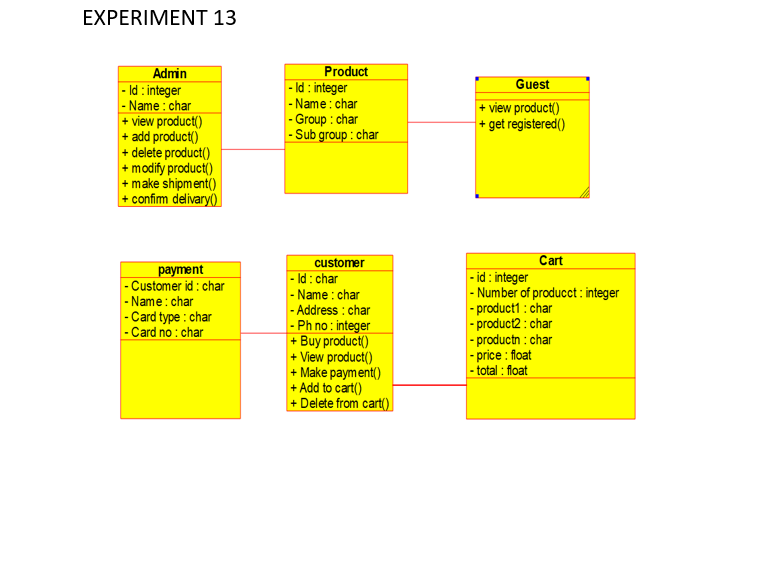 EXPERIMENT 13
Admin
- Id : integer
- Name : char
+ view product()
+ add product()
+ delete product()
+ modify product()
+ make shipment()
+ confirm delivary()
Product
- Id : integer
- Name : char
- Group : char
- Sub group : char
Guest
+ view product()
+ get registered()
payment
- Customer id : char
- Name : char
- Card type : char
- Card no : char
customer
- Id : char
- Name : char
- Address : char
- Ph no : integer
+ Buy product()
+ View product()
+ Make payment()
+ Add to cart()
+ Delete from cart()
Cart
- id : integer
- Number of producct : integer
- product1 : char
- product2 : char
- productn : char
- price : float
- total : float